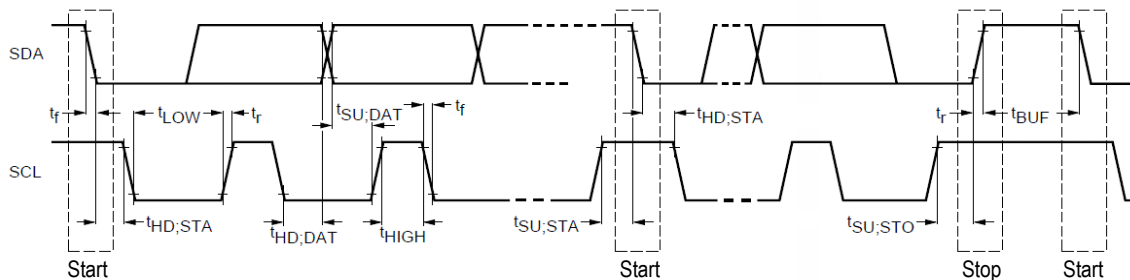 SDA
tf tLOW tr tSU;DAT tf tHD;STA tr tBUF
SCL
tHD;STA tHD;DAT tHIGH tSU;STA tSU;STO
Start Start Stop Start